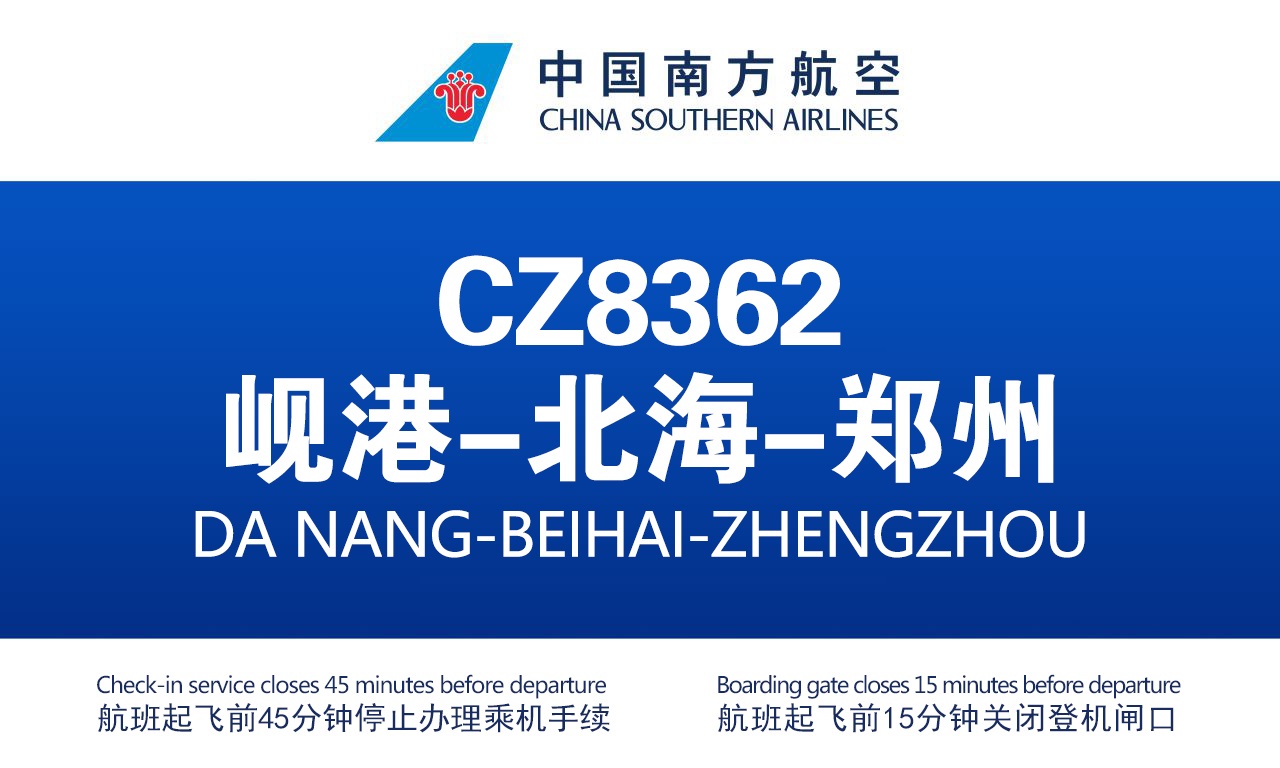 中国南方航空
CHINA SOUTHERN AIRLINES
CZ8362
岘港-北海-郑州
DA NANG-BEIHAI-ZHENGZHOU
Check-in service closes 45 minutes before departure
航班起飞前45分钟停止办理乘机手续
Boarding gate closes 15 minutes before departure
航班起飞前15分钟关闭登机闸口